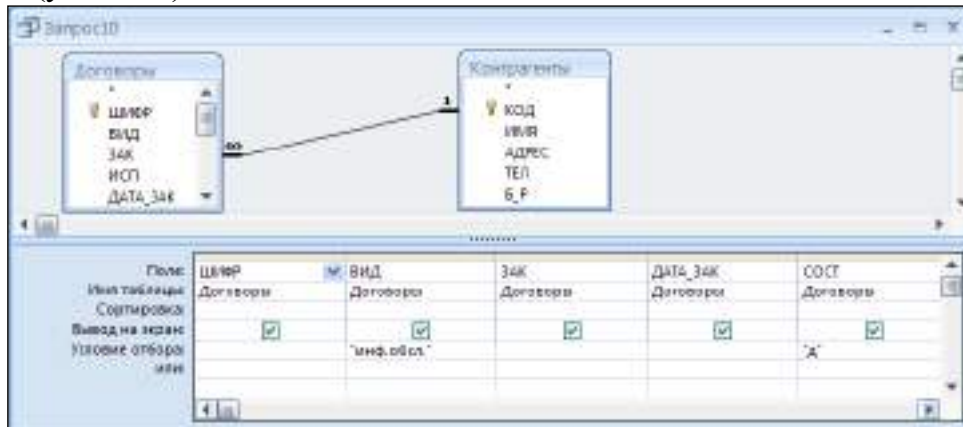 Запрос10
Договоры
*
ШИФР
ВИД
ЗАК
ИСП
ДАТА_ЗАК
∞
1
Контрагенты
*
КОД
ИМЯ
АДРЕС
ТЕЛ
Б_Р
Поле: ШИФР ВИД ЗАК ДАТА_ЗАК СОСТ
Имя таблицы: Договоры Договоры Договоры Договоры Договоры
Сортировка:
Вывод на экран:
Условие отбора: "инф.обсл." "Д"
или: